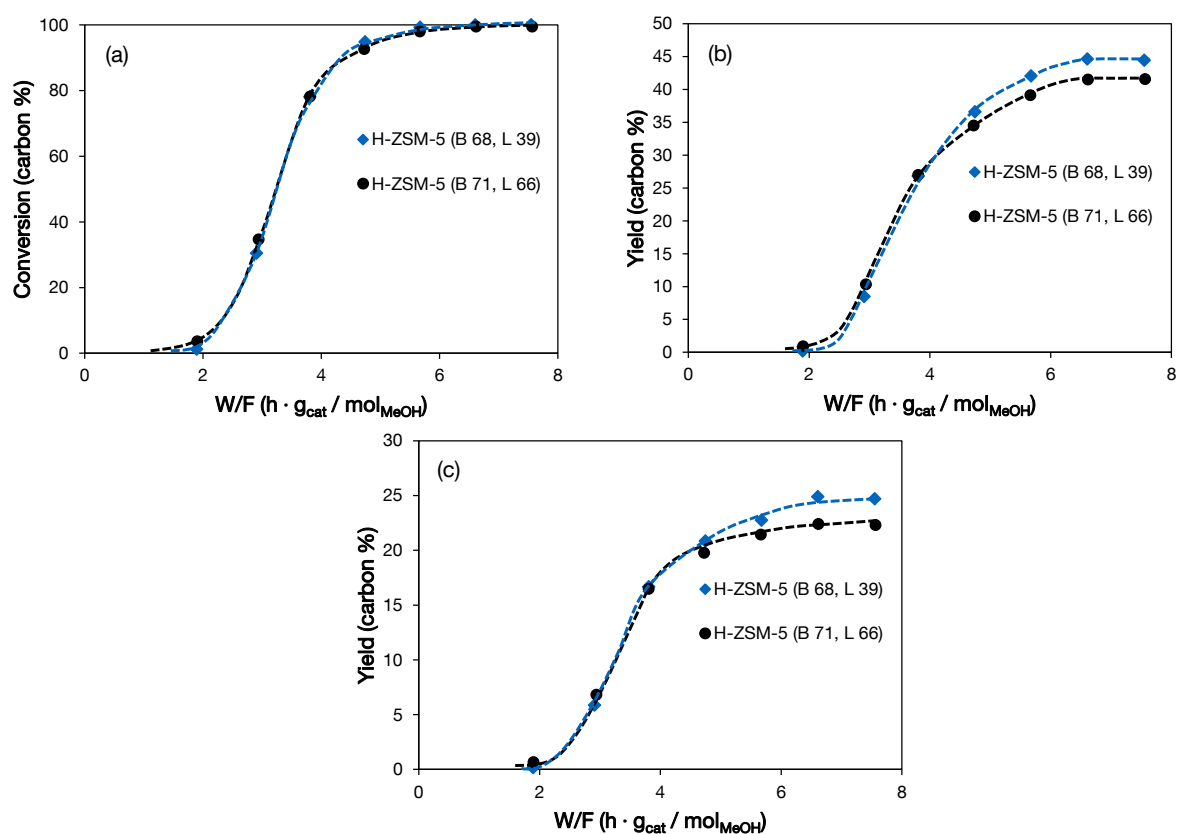 (a)
Conversion (carbon %)
100
80
60
40
20
0
H-ZSM-5 (B 68, L 39)
H-ZSM-5 (B 71, L 66)
0 2 4 6 8
W/F (h · gcat / molMeOH)
(b)
Yield (carbon %)
50
45
40
35
30
25
20
15
10
5
0
H-ZSM-5 (B 68, L 39)
H-ZSM-5 (B 71, L 66)
0 2 4 6 8
W/F (h · gcat / molMeOH)
(c)
Yield (carbon %)
30
25
20
15
10
5
0
H-ZSM-5 (B 68, L 39)
H-ZSM-5 (B 71, L 66)
0 2 4 6 8
W/F (h · gcat / molMeOH)